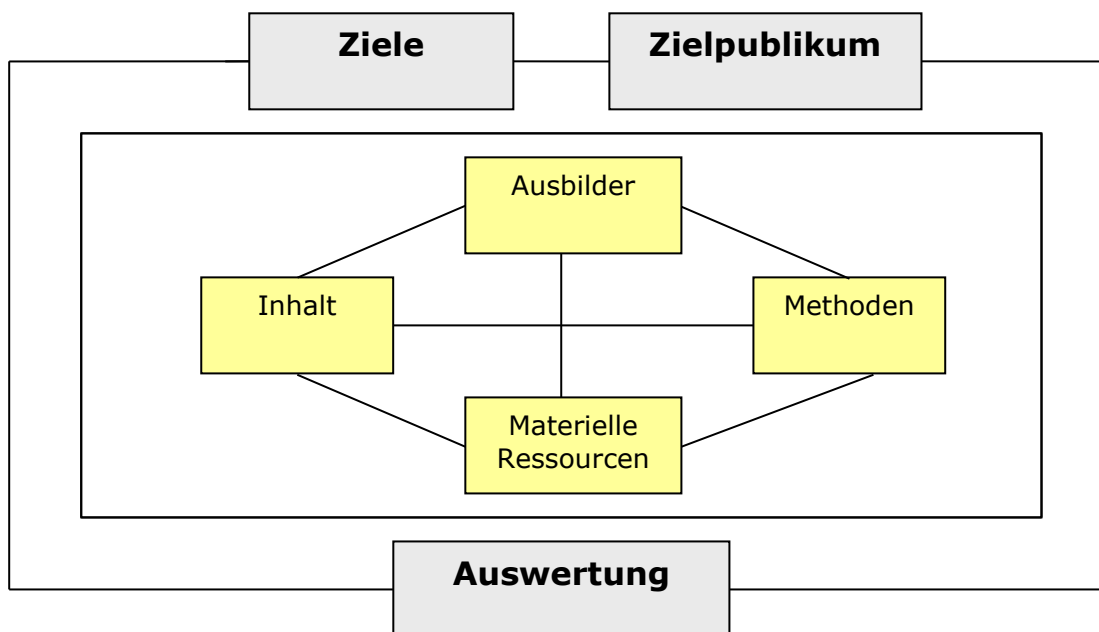 Ziele
Zielpublikum
Ausbilder
Inhalt
Methoden
Materielle
Ressourcen
Auswertung